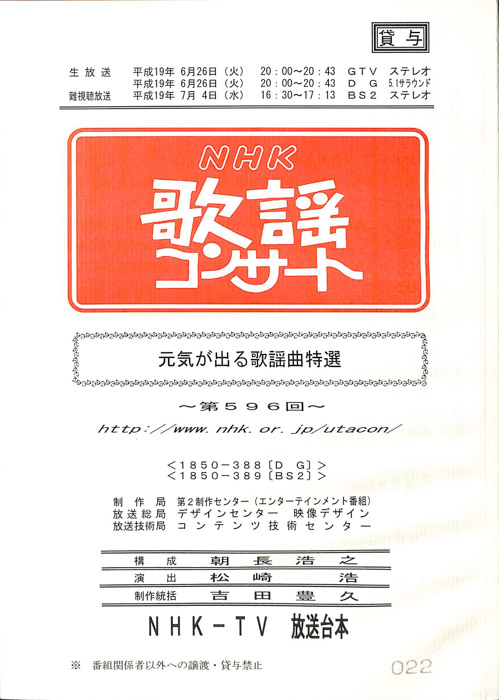 貸与
生放送 平成19年 6月26日（火） 20：00～20：43 GTV ステレオ
平成19年 6月26日（火） 20：00～20：43 DG 5.1サラウンド
難視聴放送 平成19年 7月 4日（水） 16：30～17：13 BS2 ステレオ
NHK
歌謡
コンサート
元気が出る歌謡曲特選
～第596回～
http://www.nhk.or.jp/utacon/
＜1850-388［DG］＞
＜1850-389［BS2］＞
制作局 第2制作センター（エンターテインメント番組）
放送総局 デザインセンター 映像デザイン
放送技術局 コンテンツ技術センター
構成 朝長浩之
演出 松崎浩
制作統括 吉田豊久
NHK－TV 放送台本
※ 番組関係者以外への譲渡・貸与禁止
022